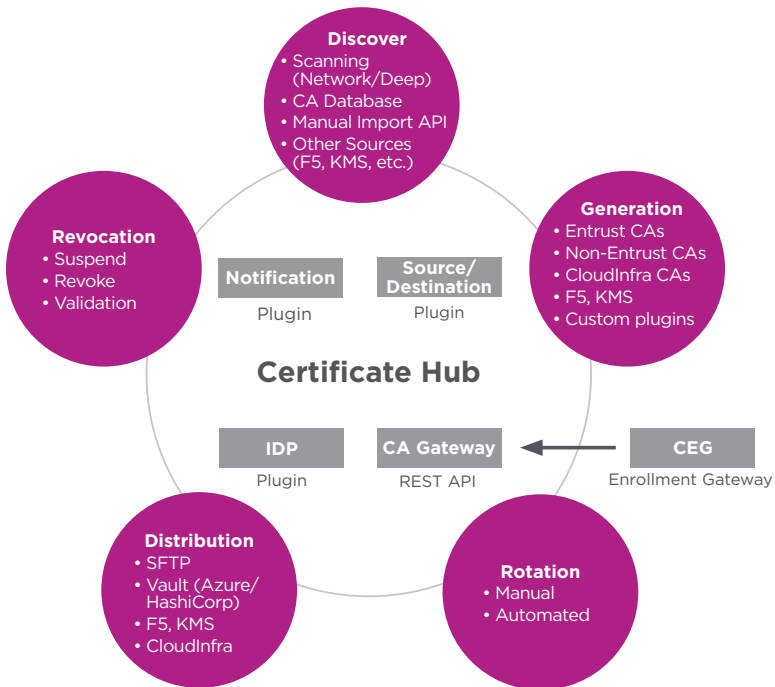 Discover
• Scanning
(Network/Deep)
• CA Database
• Manual Import API
• Other Sources
(F5, KMS, etc.)
Generation
• Entrust CAs
• Non-Entrust CAs
• CloudInfra CAs
• F5, KMS
• Custom plugins
Revocation
• Suspend
• Revoke
• Validation
Notification
Plugin
Source/
Destination
Plugin
Certificate Hub
IDP
Plugin
CA Gateway
REST API
CEG
Enrollment Gateway
Distribution
• SFTP
• Vault (Azure/
HashiCorp)
• F5, KMS
• CloudInfra
Rotation
• Manual
• Automated